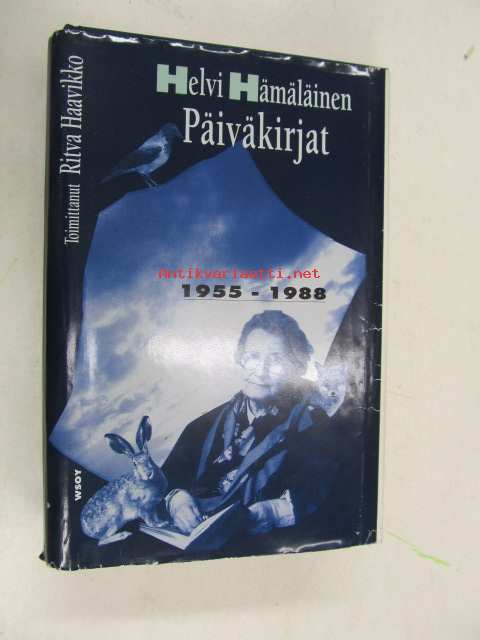 Helvi Hämäläinen
Päiväkirjat
Antikvariaatti.net
1955 - 1988
Toimittanut Ritva Haavikko
WSOY